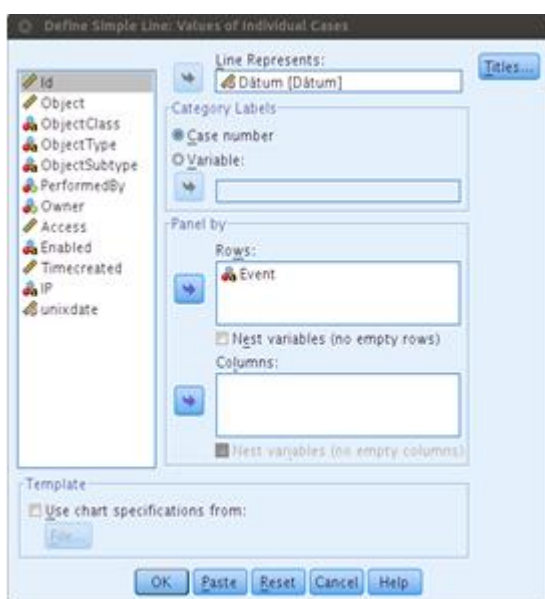 Define Simple Line: Values of Individual Cases
Id
Object
ObjectClass
ObjectType
ObjectSubtype
PerformedBy
Owner
Access
Enabled
Timecreated
IP
unixdate
Line Represents:
Dátum [Dátum]
Titles...
Category Labels
Case number
Variable:
Panel by
Rows:
Event
Nest variables (no empty rows)
Columns:
Nest variables (no empty columns)
Template
Use chart specifications from:
File...
OK
Paste
Reset
Cancel
Help